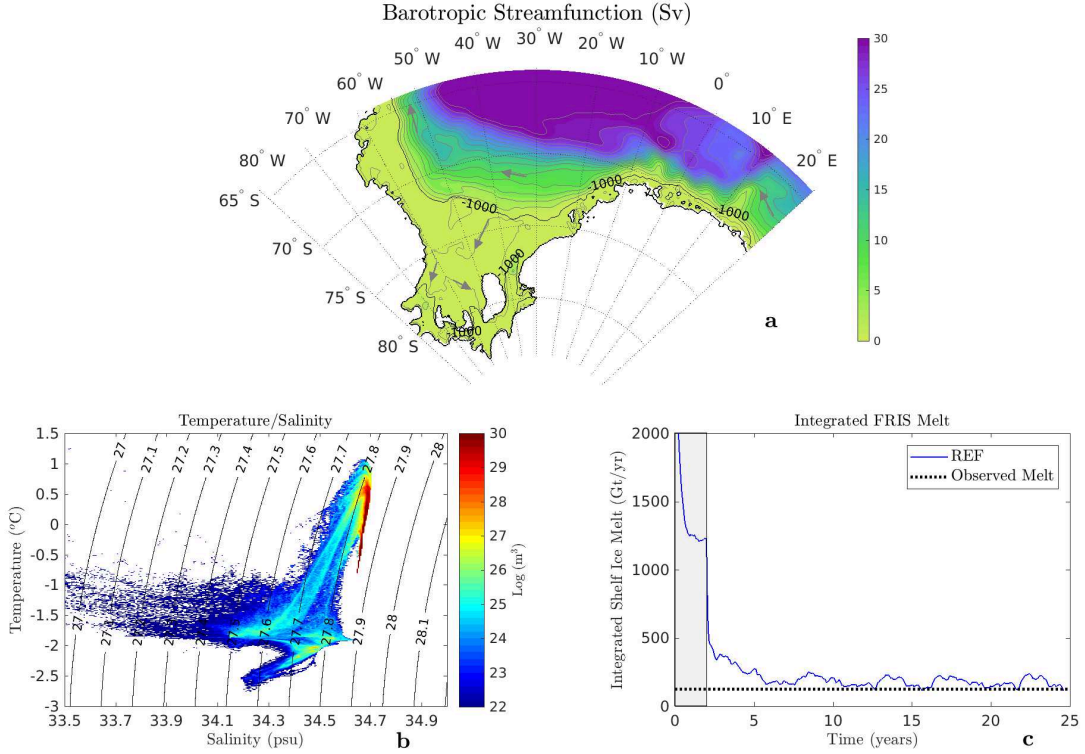 Barotropic Streamfunction (Sv)
30° W
40° W
20° W
50° W
10° W
60° W
0°
70° W
10° E
80° W
20° E
65° S
70° S
75° S
80° S
-1000
-1000
-1000
-1000
-1000
a
30
25
20
15
10
5
0
Temperature/Salinity
Temperature (°C)
1.5
1
0.5
0
-0.5
-1
-1.5
-2
-2.5
-3
27
27.1
27.2
27.3
27.4
27.5
27.6
27.7
27.8
27.9
28
27.5
27.6
27.7
27.8
27.9
28
28.1
33.5
33.7
33.9
34.1
34.3
34.5
34.7
34.9
Salinity (psu)
b
30
29
28
27
26
25
24
23
22
Log (m³)
Integrated FRIS Melt
REF
Observed Melt
Integrated Shelf Ice Melt (Gt/yr)
2000
1500
1000
500
0
0
5
10
15
20
25
Time (years)
c